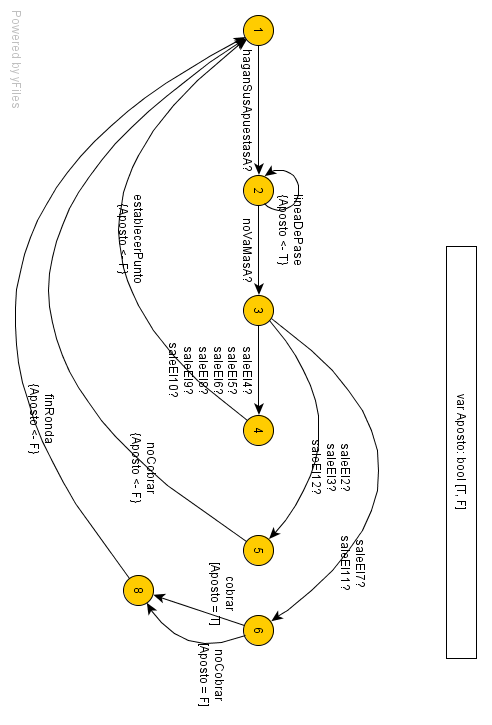 var Aposto: bool [T, F]
saleEl7?
saleEl11?
saleEl2?
saleEl3?
saleEl12?
lineaDePase
{Aposto <- T}
haganSusApuestasA?
noVaMasA?
saleEl4?
saleEl5?
saleEl6?
saleEl8?
saleEl9?
saleEl10?
1
2
3
4
5
6
cobrar
[Aposto = T]
noCobrar
[Aposto = F]
establecerPunto
{Aposto <- F}
noCobrar
{Aposto <- F}
8
finRonda
{Aposto <- F}
Powered by yFiles